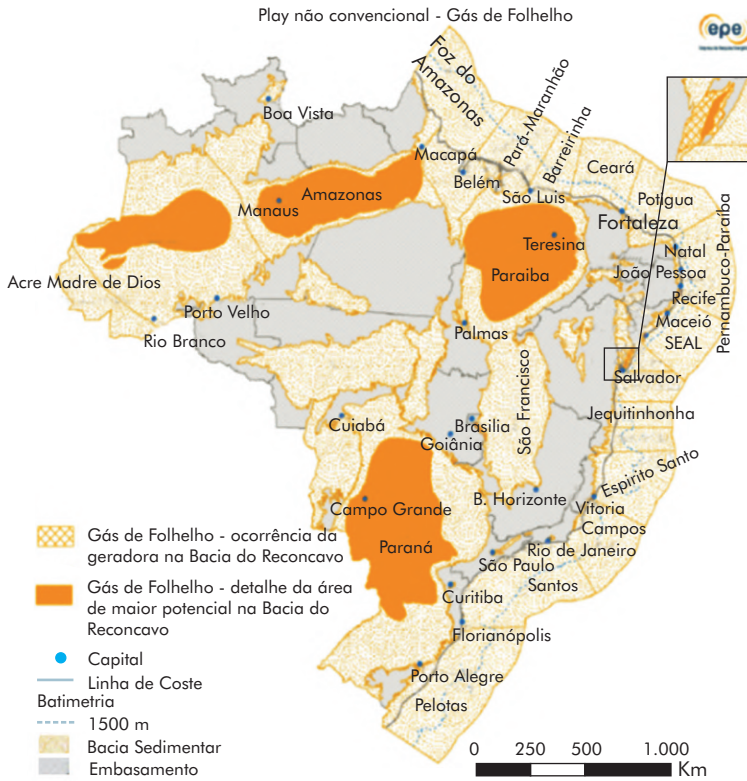 Play não convencional - Gás de Folhelho
epe
Foz do
Amazonas
Pará-Maranhão
Barreirinha
Boa Vista
Macapá
Belém
São Luis
Ceará
Potigua
Fortaleza
Amazonas
Manaus
Teresina
Natal
João Pessoa
Pernambuco-Paraíba
Paraiba
Recife
Acre Madre de Dios
Porto Velho
Maceió
Rio Branco
Palmas
SEAL
São Francisco
Salvador
Jequitinhonha
Cuiabá
Brasilia
Goiânia
Espirito Santo
Campo Grande
B. Horizonte
Vitoria
Campos
Paraná
Rio de Janeiro
São Paulo
Santos
Curitiba
Florianópolis
Porto Alegre
Pelotas
Gás de Folhelho - ocorrência da
geradora na Bacia do Reconcavo
Gás de Folhelho - detalhe da área
de maior potencial na Bacia do
Reconcavo
Capital
Linha de Coste
Batimetria
1500 m
Bacia Sedimentar
Embasamento
0 250 500 1.000
Km